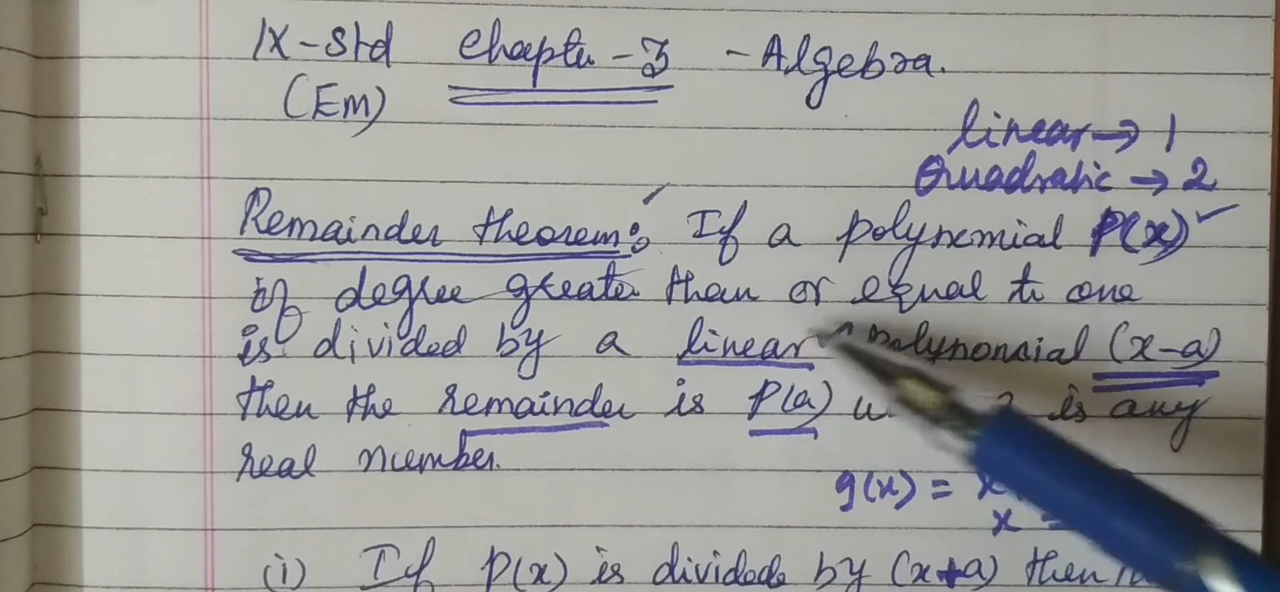 IX-Std Chapter-3 - Algebra.
(Em)
linear → 1
Quadratic → 2
Remainder theorem: If a polynomial P(x)
of degree greater than or equal to one
is divided by a linear polynomial (x-a)
then the remainder is p(a) is any
real number.
g(x) = x
x
(i) If p(x) is divided by (x+a) then